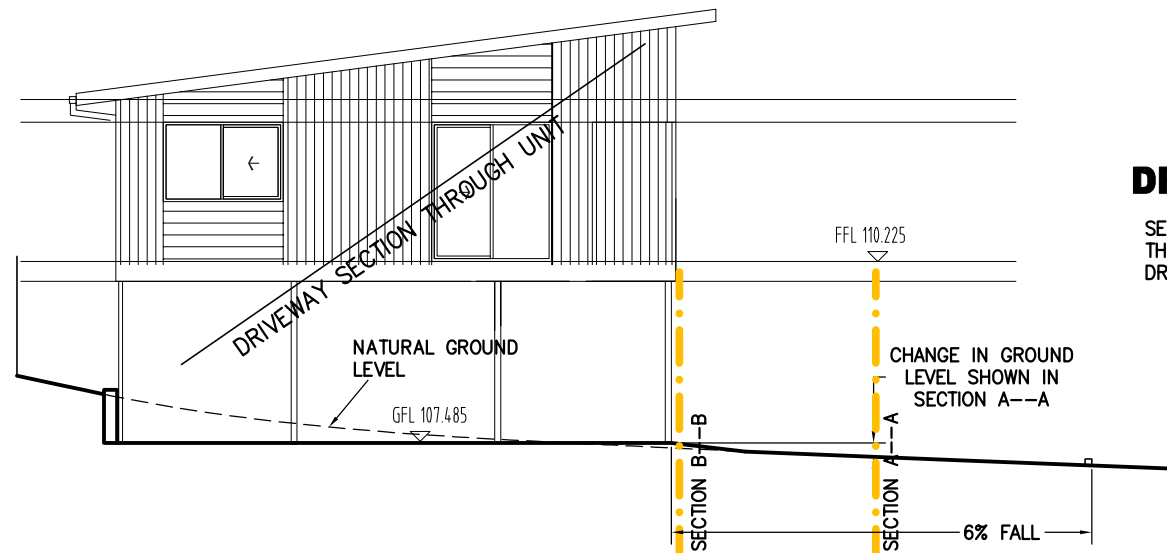 DRIVEWAY SECTION THROUGH UNIT
FFL 110.225
NATURAL GROUND
LEVEL
GFL 107.485
CHANGE IN GROUND
LEVEL SHOWN IN
SECTION A--A
SECTION B--B
SECTION A--A
6% FALL
SE
TH
DR